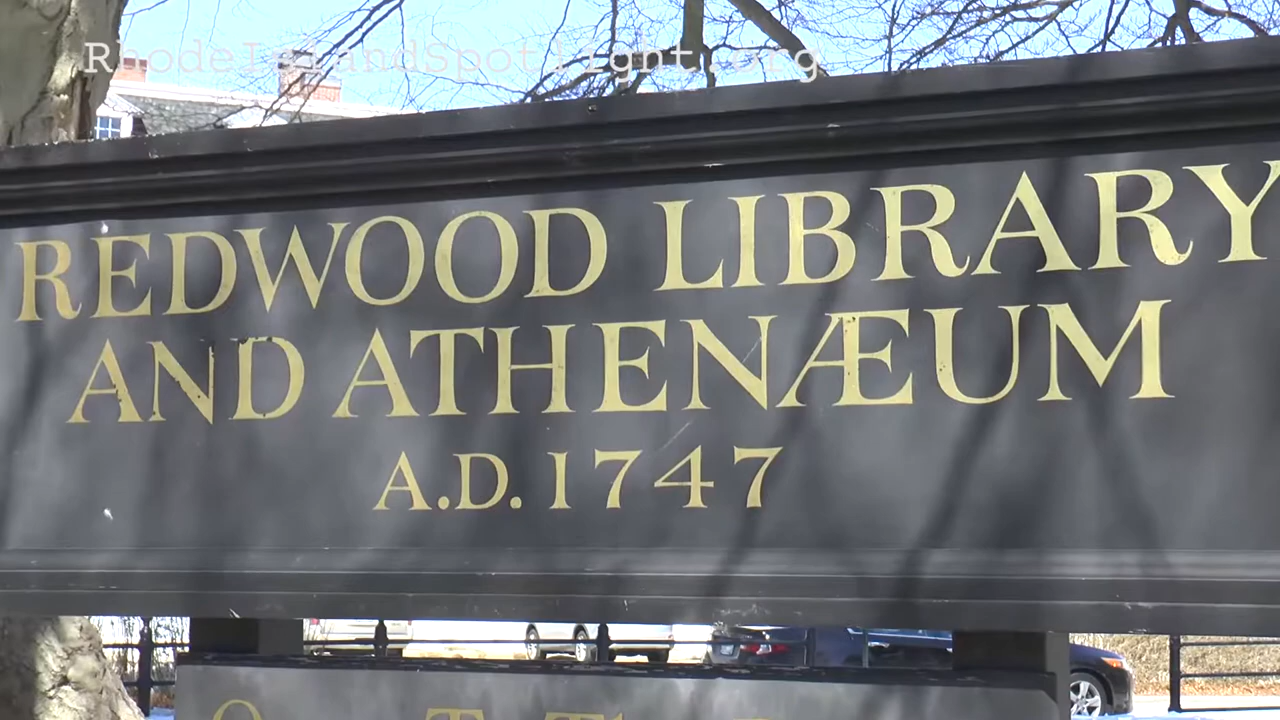 RhodeIslandSpotlight.org
REDWOOD LIBRARY
AND ATHENÆUM
A.D. 1747